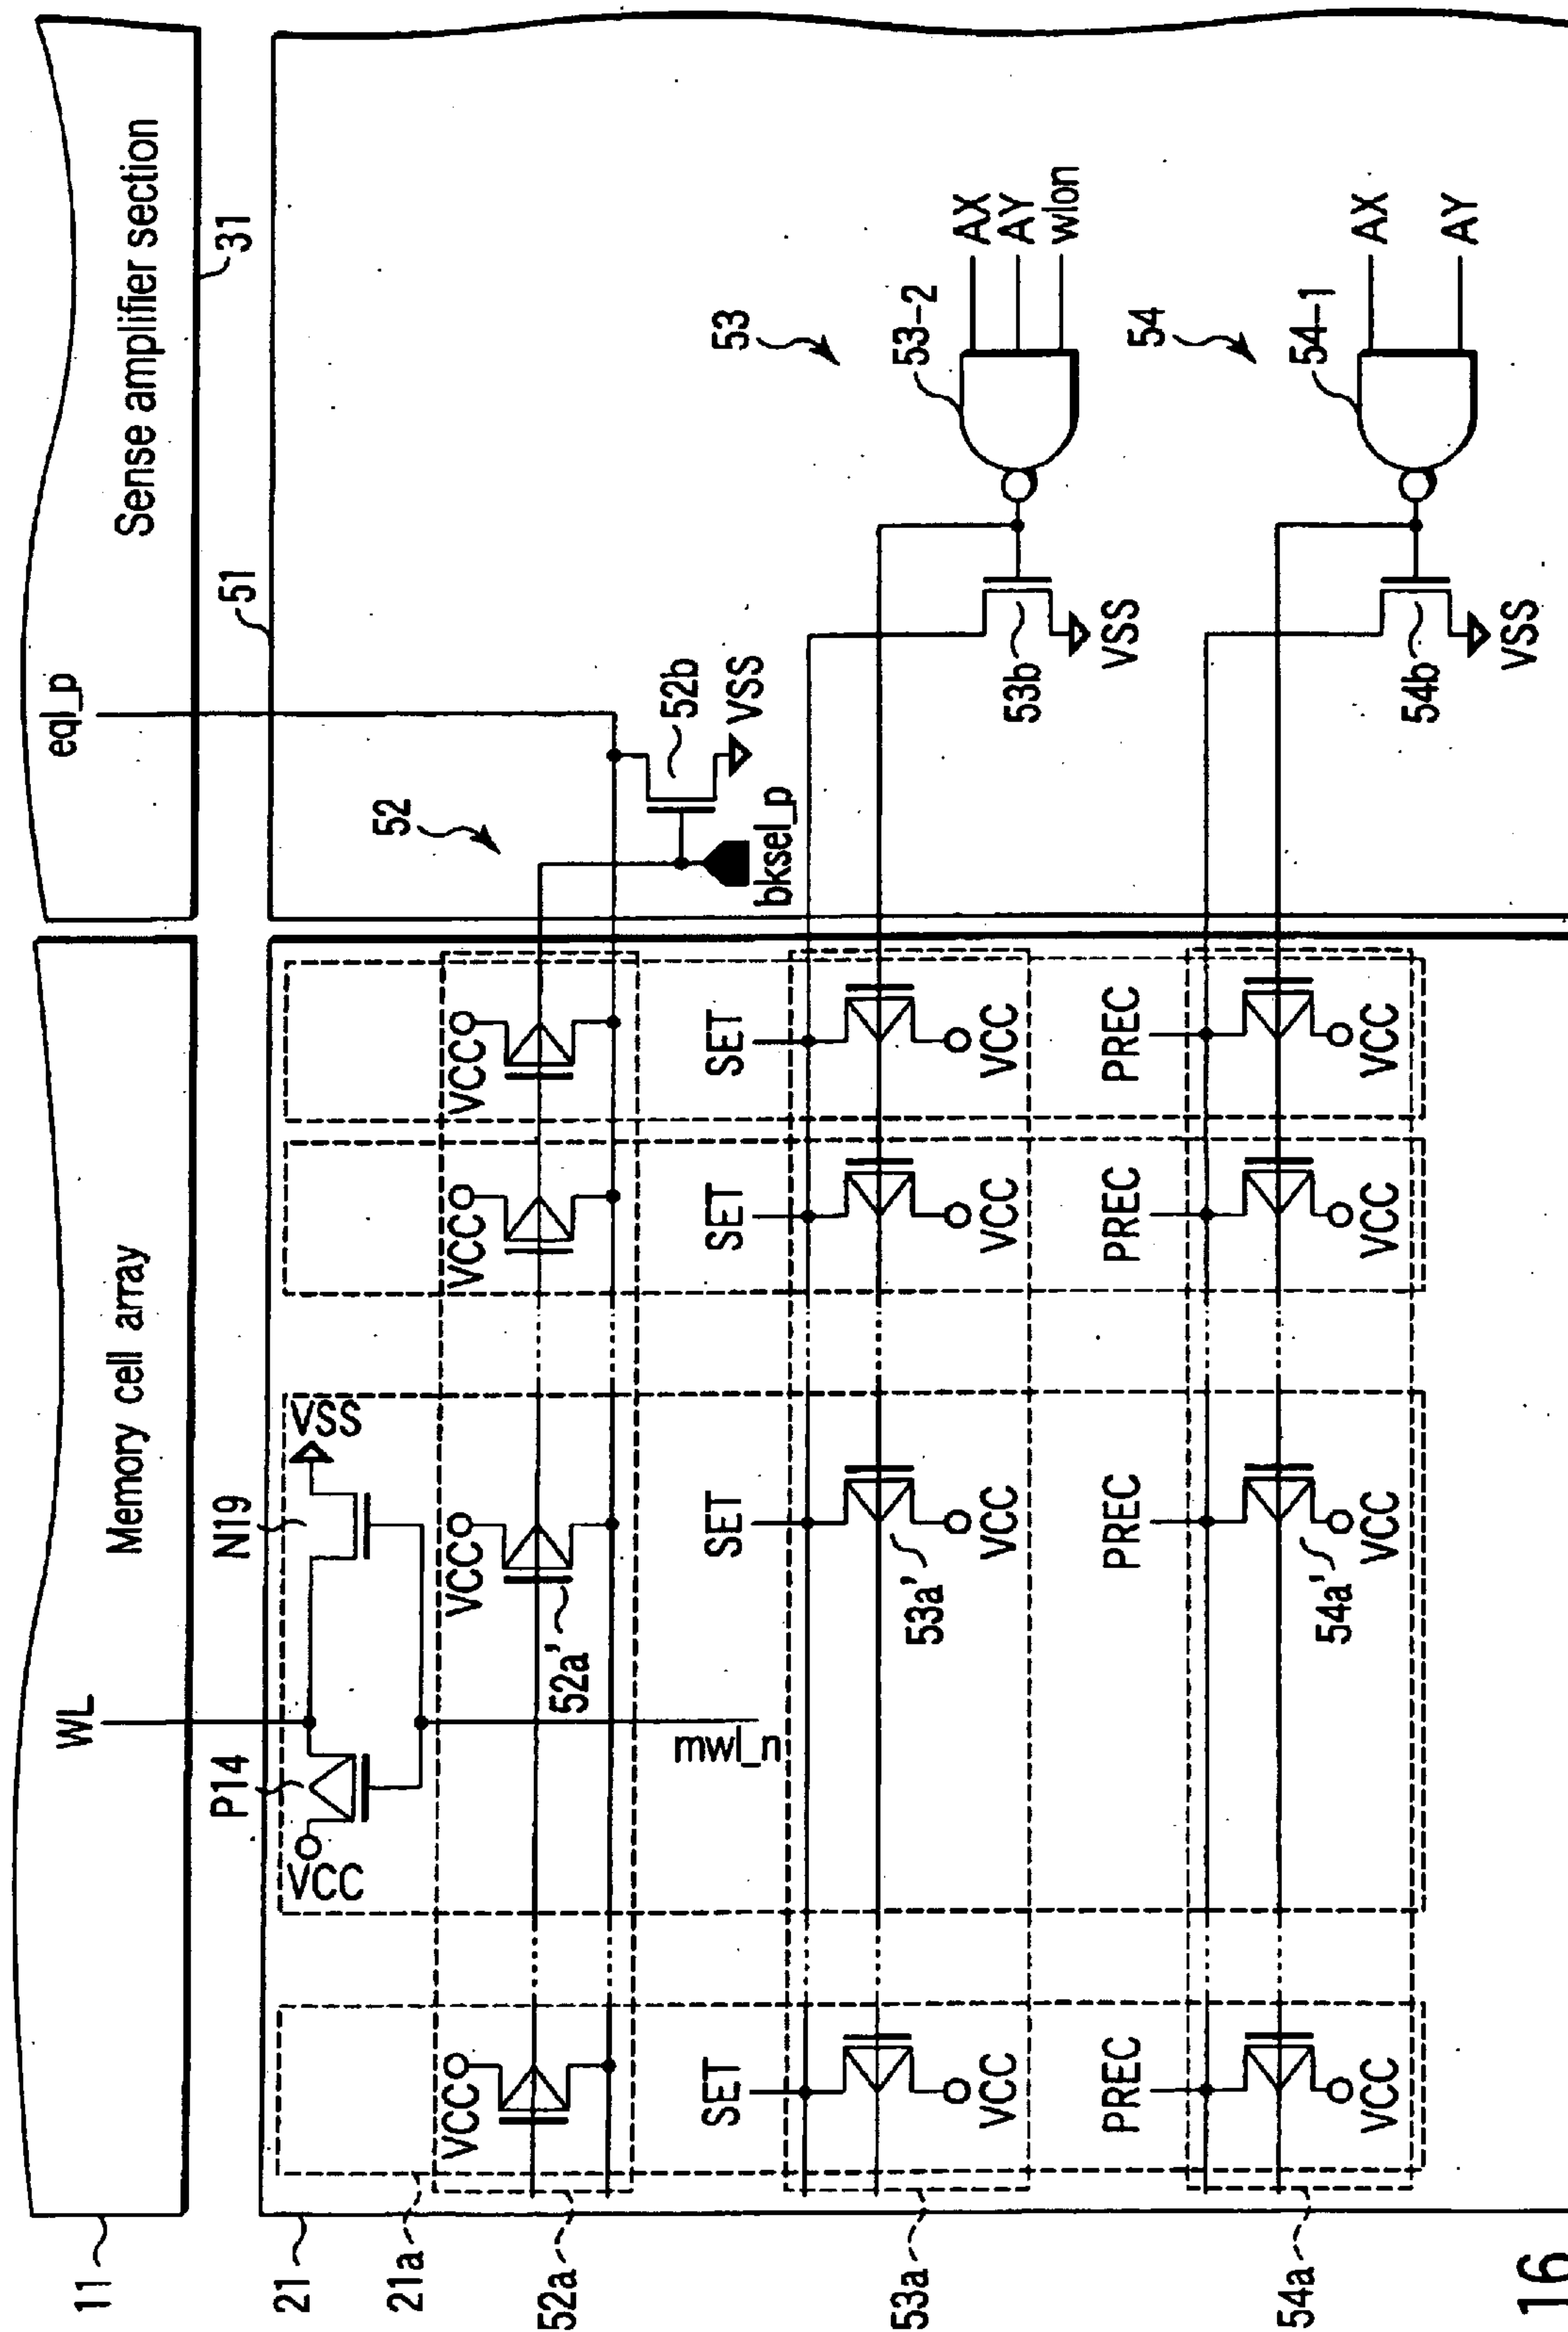 11
Memory cell array
WL
Sense amplifier section
31
eql_p
21
21a
P14
VCC
N19
VSS
51
52
52a
VCC
VCC
VCC
VCC
52a'
mwl_n
52b
VSS
bksel_p
53
53a
SET
SET
SET
SET
53a'
VCC
VCC
VCC
VCC
53b
VSS
53-2
AX
AY
wlon
54
54a
PREC
PREC
PREC
PREC
54a'
VCC
VCC
VCC
VCC
54b
VSS
54-1
AX
AY
16